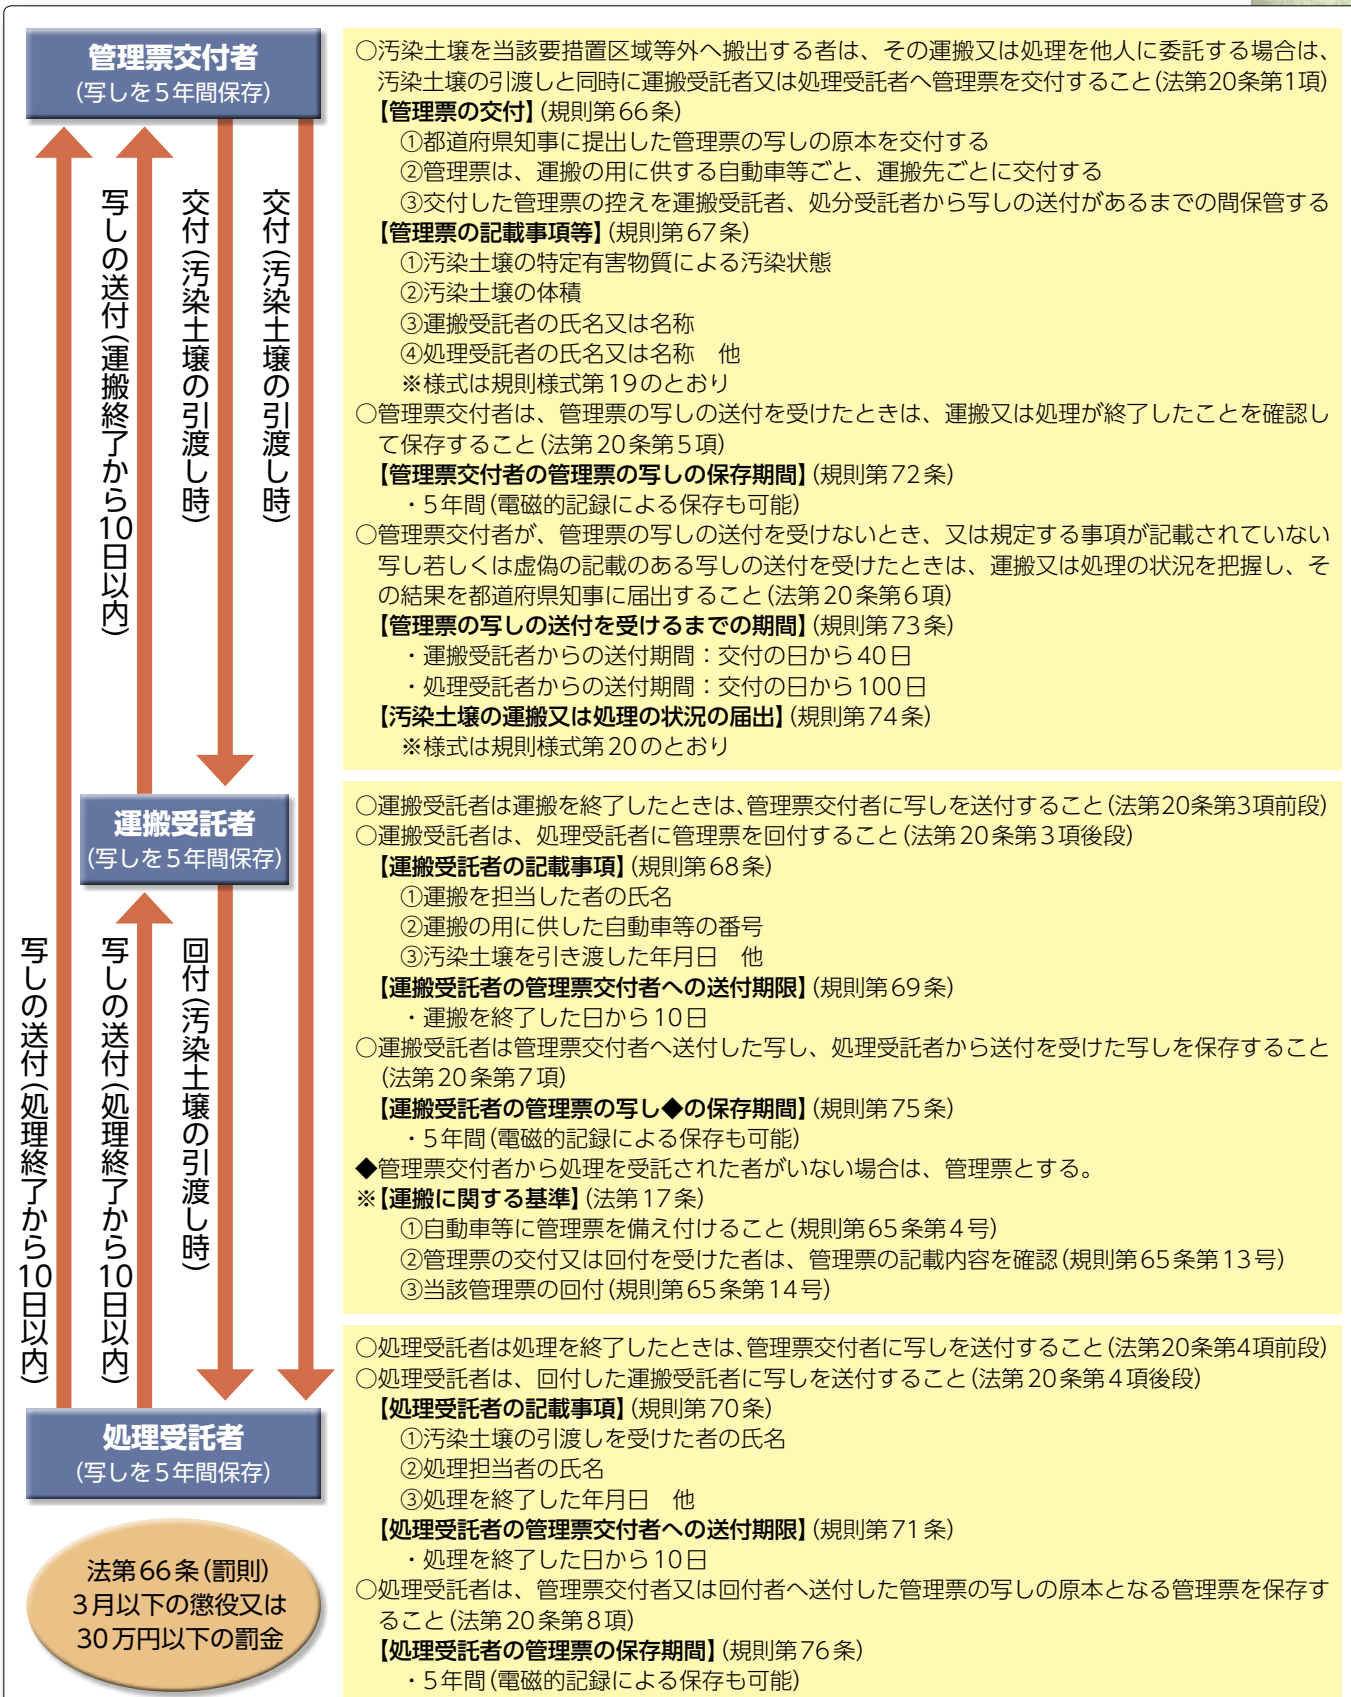 管理票交付者
(写しを5年間保存)
写しの送付(運搬終了から10日以内)
交付(汚染土壌の引渡し時)
交付(汚染土壌の引渡し時)
○汚染土壌を当該要措置区域等外へ搬出する者は、その運搬又は処理を他人に委託する場合は、
汚染土壌の引渡しと同時に運搬受託者又は処理受託者へ管理票を交付すること(法第20条第1項)
【管理票の交付】(規則第66条)
①都道府県知事に提出した管理票の写しの原本を交付する
②管理票は、運搬の用に供する自動車等ごと、運搬先ごとに交付する
③交付した管理票の控えを運搬受託者、処分受託者から写しの送付があるまでの間保管する
【管理票の記載事項等】(規則第67条)
①汚染土壌の特定有害物質による汚染状態
②汚染土壌の体積
③運搬受託者の氏名又は名称
④処理受託者の氏名又は名称 他
※様式は規則様式第19のとおり
○管理票交付者は、管理票の写しの送付を受けたときは、運搬又は処理が終了したことを確認し
て保存すること(法第20条第5項)
【管理票交付者の管理票の写しの保存期間】(規則第72条)
・5年間(電磁的記録による保存も可能)
○管理票交付者が、管理票の写しの送付を受けないとき、又は規定する事項が記載されていない
写し若しくは虚偽の記載のある写しの送付を受けたときは、運搬又は処理の状況を把握し、そ
の結果を都道府県知事に届出すること(法第20条第6項)
【管理票の写しの送付を受けるまでの期間】(規則第73条)
・運搬受託者からの送付期間：交付の日から40日
・処理受託者からの送付期間：交付の日から100日
【汚染土壌の運搬又は処理の状況の届出】(規則第74条)
※様式は規則様式第20のとおり
運搬受託者
(写しを5年間保存)
写しの送付(処理終了から10日以内)
写しの送付(処理終了から10日以内)
回付(汚染土壌の引渡し時)
○運搬受託者は運搬を終了したときは、管理票交付者に写しを送付すること(法第20条第3項前段)
○運搬受託者は、処理受託者に管理票を回付すること(法第20条第3項後段)
【運搬受託者の記載事項】(規則第68条)
①運搬を担当した者の氏名
②運搬の用に供した自動車等の番号
③汚染土壌を引き渡した年月日 他
【運搬受託者の管理票交付者への送付期限】(規則第69条)
・運搬を終了した日から10日
○運搬受託者は管理票交付者へ送付した写し、処理受託者から送付を受けた写しを保存すること
(法第20条第7項)
【運搬受託者の管理票の写し◆の保存期間】(規則第75条)
・5年間(電磁的記録による保存も可能)
◆管理票交付者から処理を受託された者がいない場合は、管理票とする。
※【運搬に関する基準】(法第17条)
①自動車等に管理票を備え付けること(規則第65条第4号)
②管理票の交付又は回付を受けた者は、管理票の記載内容を確認(規則第65条第13号)
③当該管理票の回付(規則第65条第14号)
処理受託者
(写しを5年間保存)
○処理受託者は処理を終了したときは、管理票交付者に写しを送付すること(法第20条第4項前段)
○処理受託者は、回付した運搬受託者に写しを送付すること(法第20条第4項後段)
【処理受託者の記載事項】(規則第70条)
①汚染土壌の引渡しを受けた者の氏名
②処理担当者の氏名
③処理を終了した年月日 他
【処理受託者の管理票交付者への送付期限】(規則第71条)
・処理を終了した日から10日
○処理受託者は、管理票交付者又は回付者へ送付した管理票の写しの原本となる管理票を保存す
ること(法第20条第8項)
【処理受託者の管理票の保存期間】(規則第76条)
・5年間(電磁的記録による保存も可能)
法第66条(罰則)
3月以下の懲役又は
30万円以下の罰金